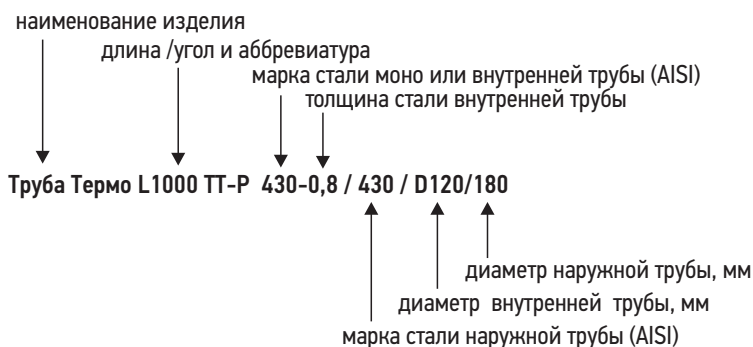 наименование изделия
длина /угол и аббревиатура
марка стали моно или внутренней трубы (AISI)
толщина стали внутренней трубы
Труба Термо L1000 ТТ-Р 430-0,8 / 430 / D120/180
диаметр наружной трубы, мм
диаметр внутренней трубы, мм
марка стали наружной трубы (AISI)